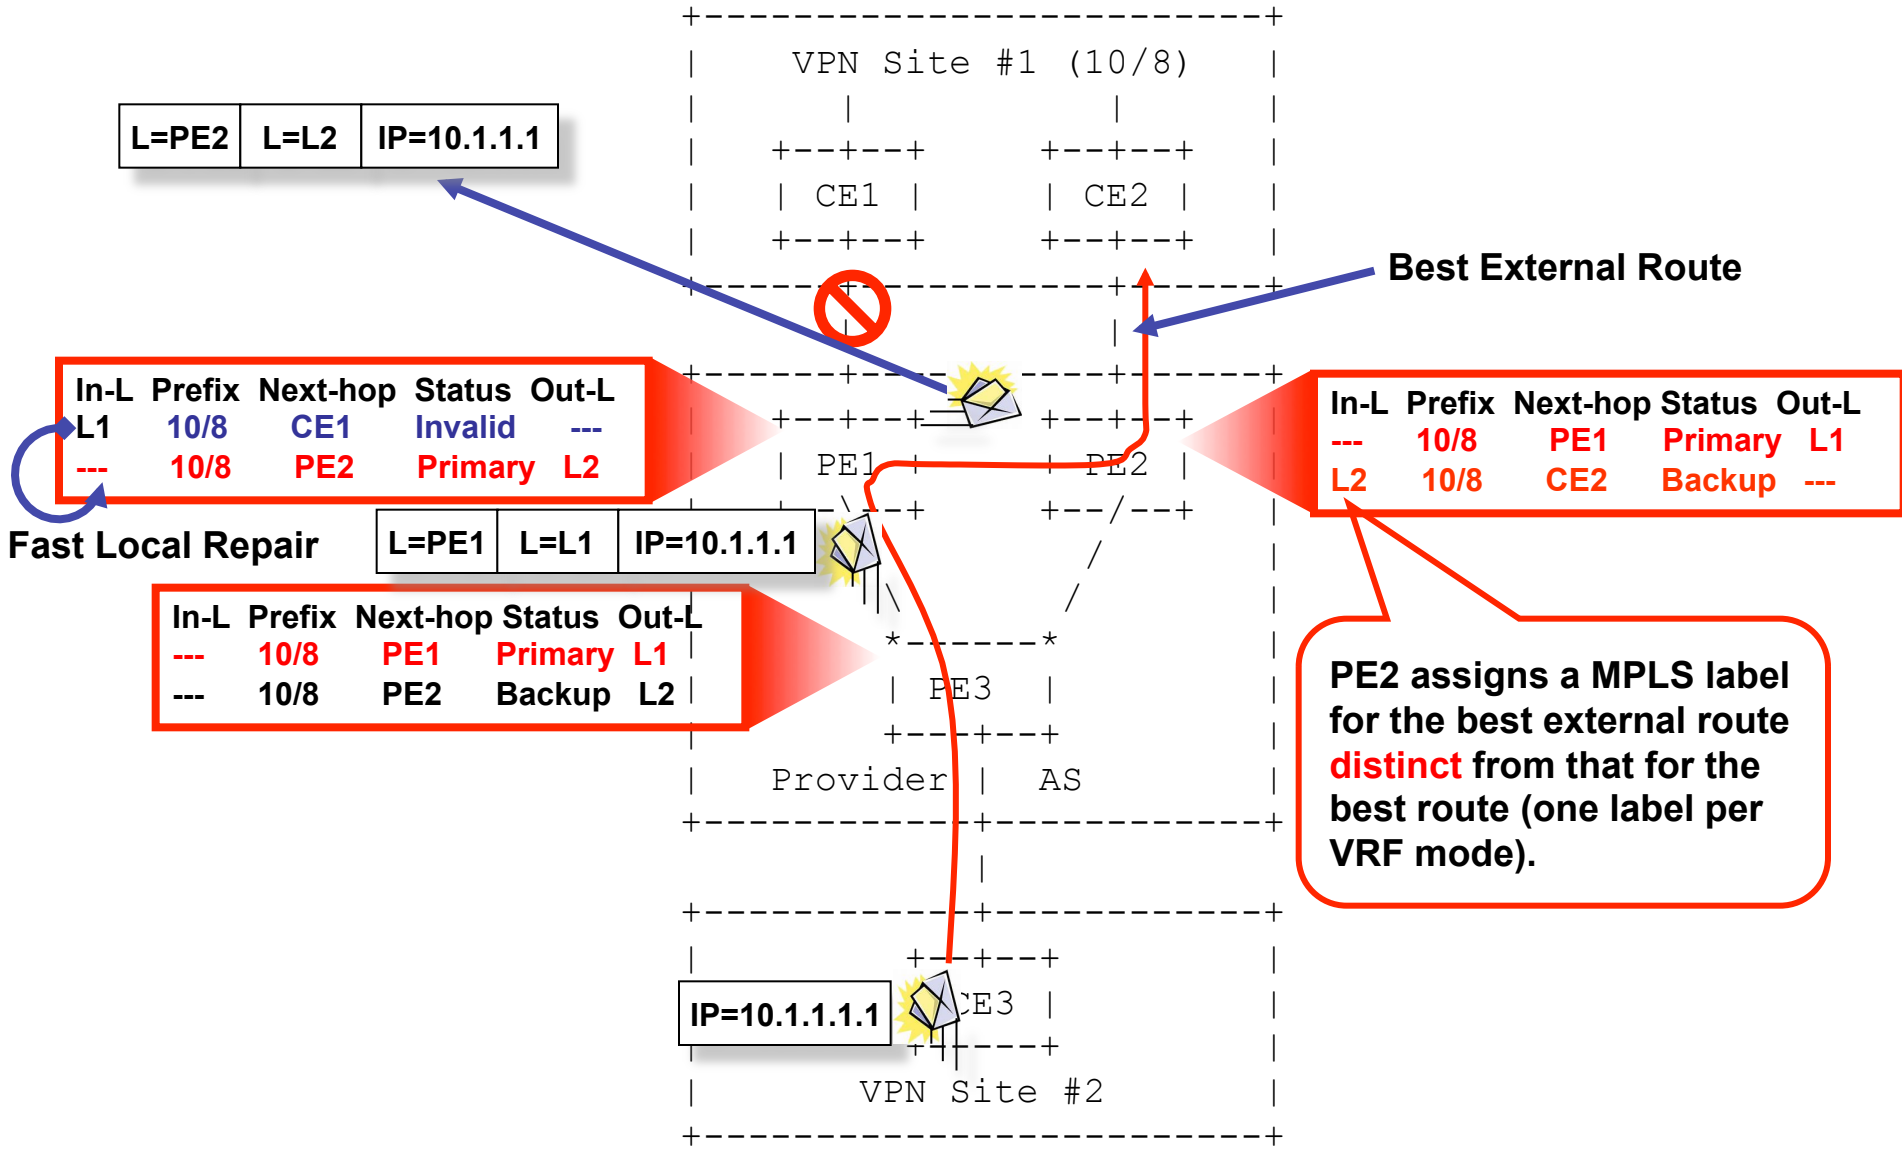 VPN Site #1 (10/8)
L=PE2 L=L2 IP=10.1.1.1
CE1 CE2
Best External Route
In-L Prefix Next-hop Status Out-L
L1 10/8 CE1 Invalid ---
--- 10/8 PE2 Primary L2
PE1 PE2
In-L Prefix Next-hop Status Out-L
--- 10/8 PE1 Primary L1
L2 10/8 CE2 Backup ---
Fast Local Repair
L=PE1 L=L1 IP=10.1.1.1
In-L Prefix Next-hop Status Out-L
--- 10/8 PE1 Primary L1
--- 10/8 PE2 Backup L2
PE3
Provider AS
PE2 assigns a MPLS label
for the best external route
distinct from that for the
best route (one label per
VRF mode).
IP=10.1.1.1.1
CE3
VPN Site #2